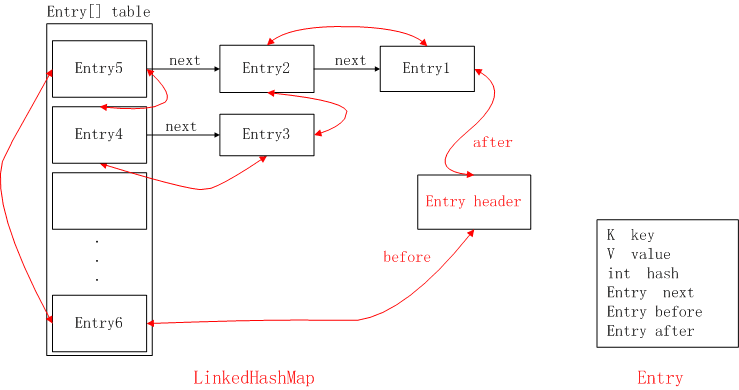 Entry[] table
Entry5
next
Entry2
next
Entry1
Entry4
next
Entry3
after
Entry header
before
Entry6
K key
V value
int hash
Entry next
Entry before
Entry after
LinkedHashMap
Entry